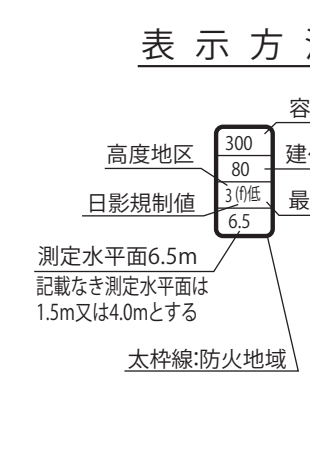 表示方
容
300
高度地区
80
建
3(f)低
日影規制値
最
6.5
測定水平面6.5m
記載なき測定水平面は
1.5m又は4.0mとする
太枠線:防火地域